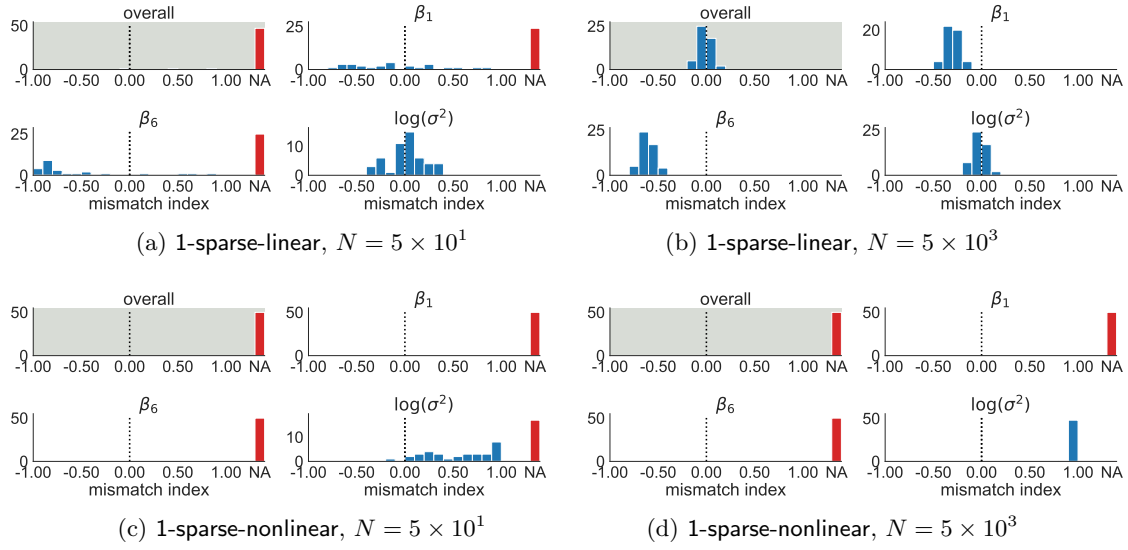 overall
50
0
-1.00 -0.50 0.00 0.50 1.00 NA
β₁
25
0
-1.00 -0.50 0.00 0.50 1.00 NA
β₆
25
0
-1.00 -0.50 0.00 0.50 1.00 NA
mismatch index
log(σ²)
10
0
-1.00 -0.50 0.00 0.50 1.00 NA
mismatch index
(a) 1-sparse-linear, N = 5 × 10¹
overall
25
0
-1.00 -0.50 0.00 0.50 1.00 NA
β₁
20
0
-1.00 -0.50 0.00 0.50 1.00 NA
β₆
25
0
-1.00 -0.50 0.00 0.50 1.00 NA
mismatch index
log(σ²)
25
0
-1.00 -0.50 0.00 0.50 1.00 NA
mismatch index
(b) 1-sparse-linear, N = 5 × 10³
overall
50
0
-1.00 -0.50 0.00 0.50 1.00 NA
β₁
50
0
-1.00 -0.50 0.00 0.50 1.00 NA
β₆
50
0
-1.00 -0.50 0.00 0.50 1.00 NA
mismatch index
log(σ²)
10
0
-1.00 -0.50 0.00 0.50 1.00 NA
mismatch index
(c) 1-sparse-nonlinear, N = 5 × 10¹
overall
50
0
-1.00 -0.50 0.00 0.50 1.00 NA
β₁
50
0
-1.00 -0.50 0.00 0.50 1.00 NA
β₆
50
0
-1.00 -0.50 0.00 0.50 1.00 NA
mismatch index
log(σ²)
25
0
-1.00 -0.50 0.00 0.50 1.00 NA
mismatch index
(d) 1-sparse-nonlinear, N = 5 × 10³